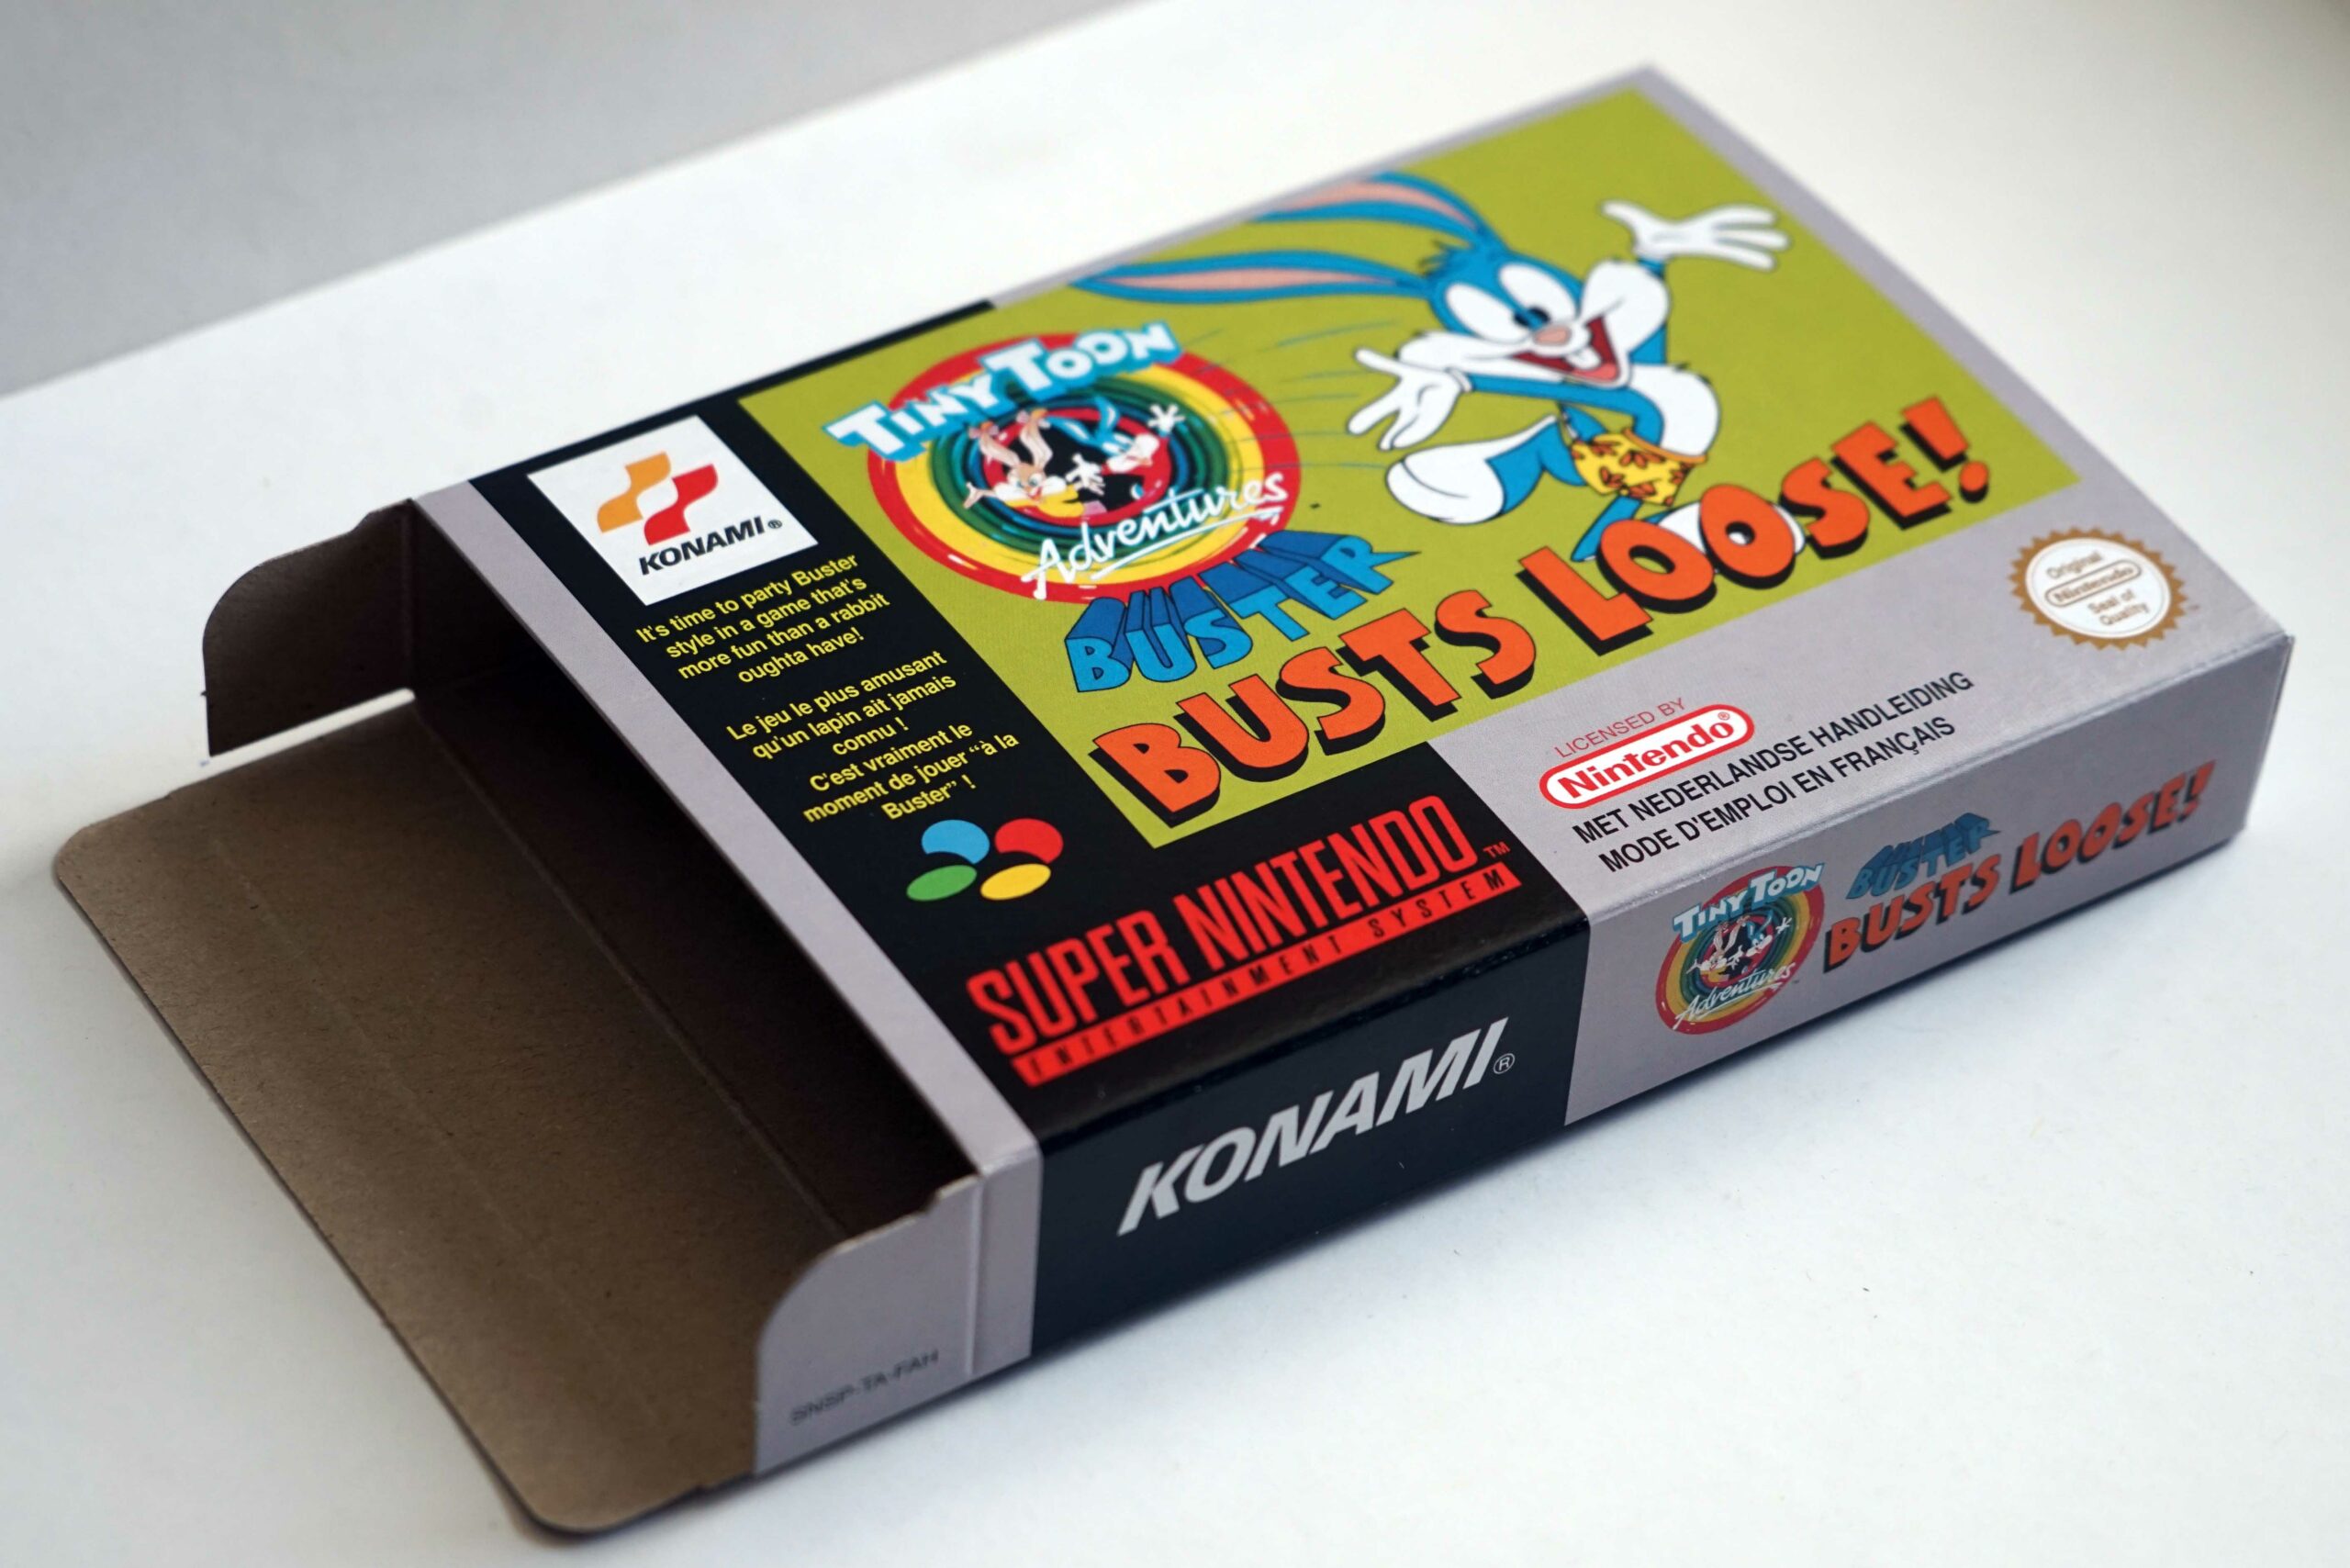 KONAMI®
It's time to party Buster
style in a game that's
more fun than a rabbit
oughta have!
Le jeu le plus amusant
qu'un lapin ait jamais
connu !
C'est vraiment le
moment de jouer “à la
Buster” !
TINY TOON
Adventures
BUSTER
BUSTS LOOSE!
SUPER NINTENDO™
ENTERTAINMENT SYSTEM
LICENSED BY
Nintendo®
MET NEDERLANDSE HANDLEIDING
MODE D'EMPLOI EN FRANÇAIS
Original
Nintendo
Seal of
Quality
KONAMI®
TINY TOON
Adventures
BUSTER
BUSTS LOOSE!
SNSP-TA-FAH